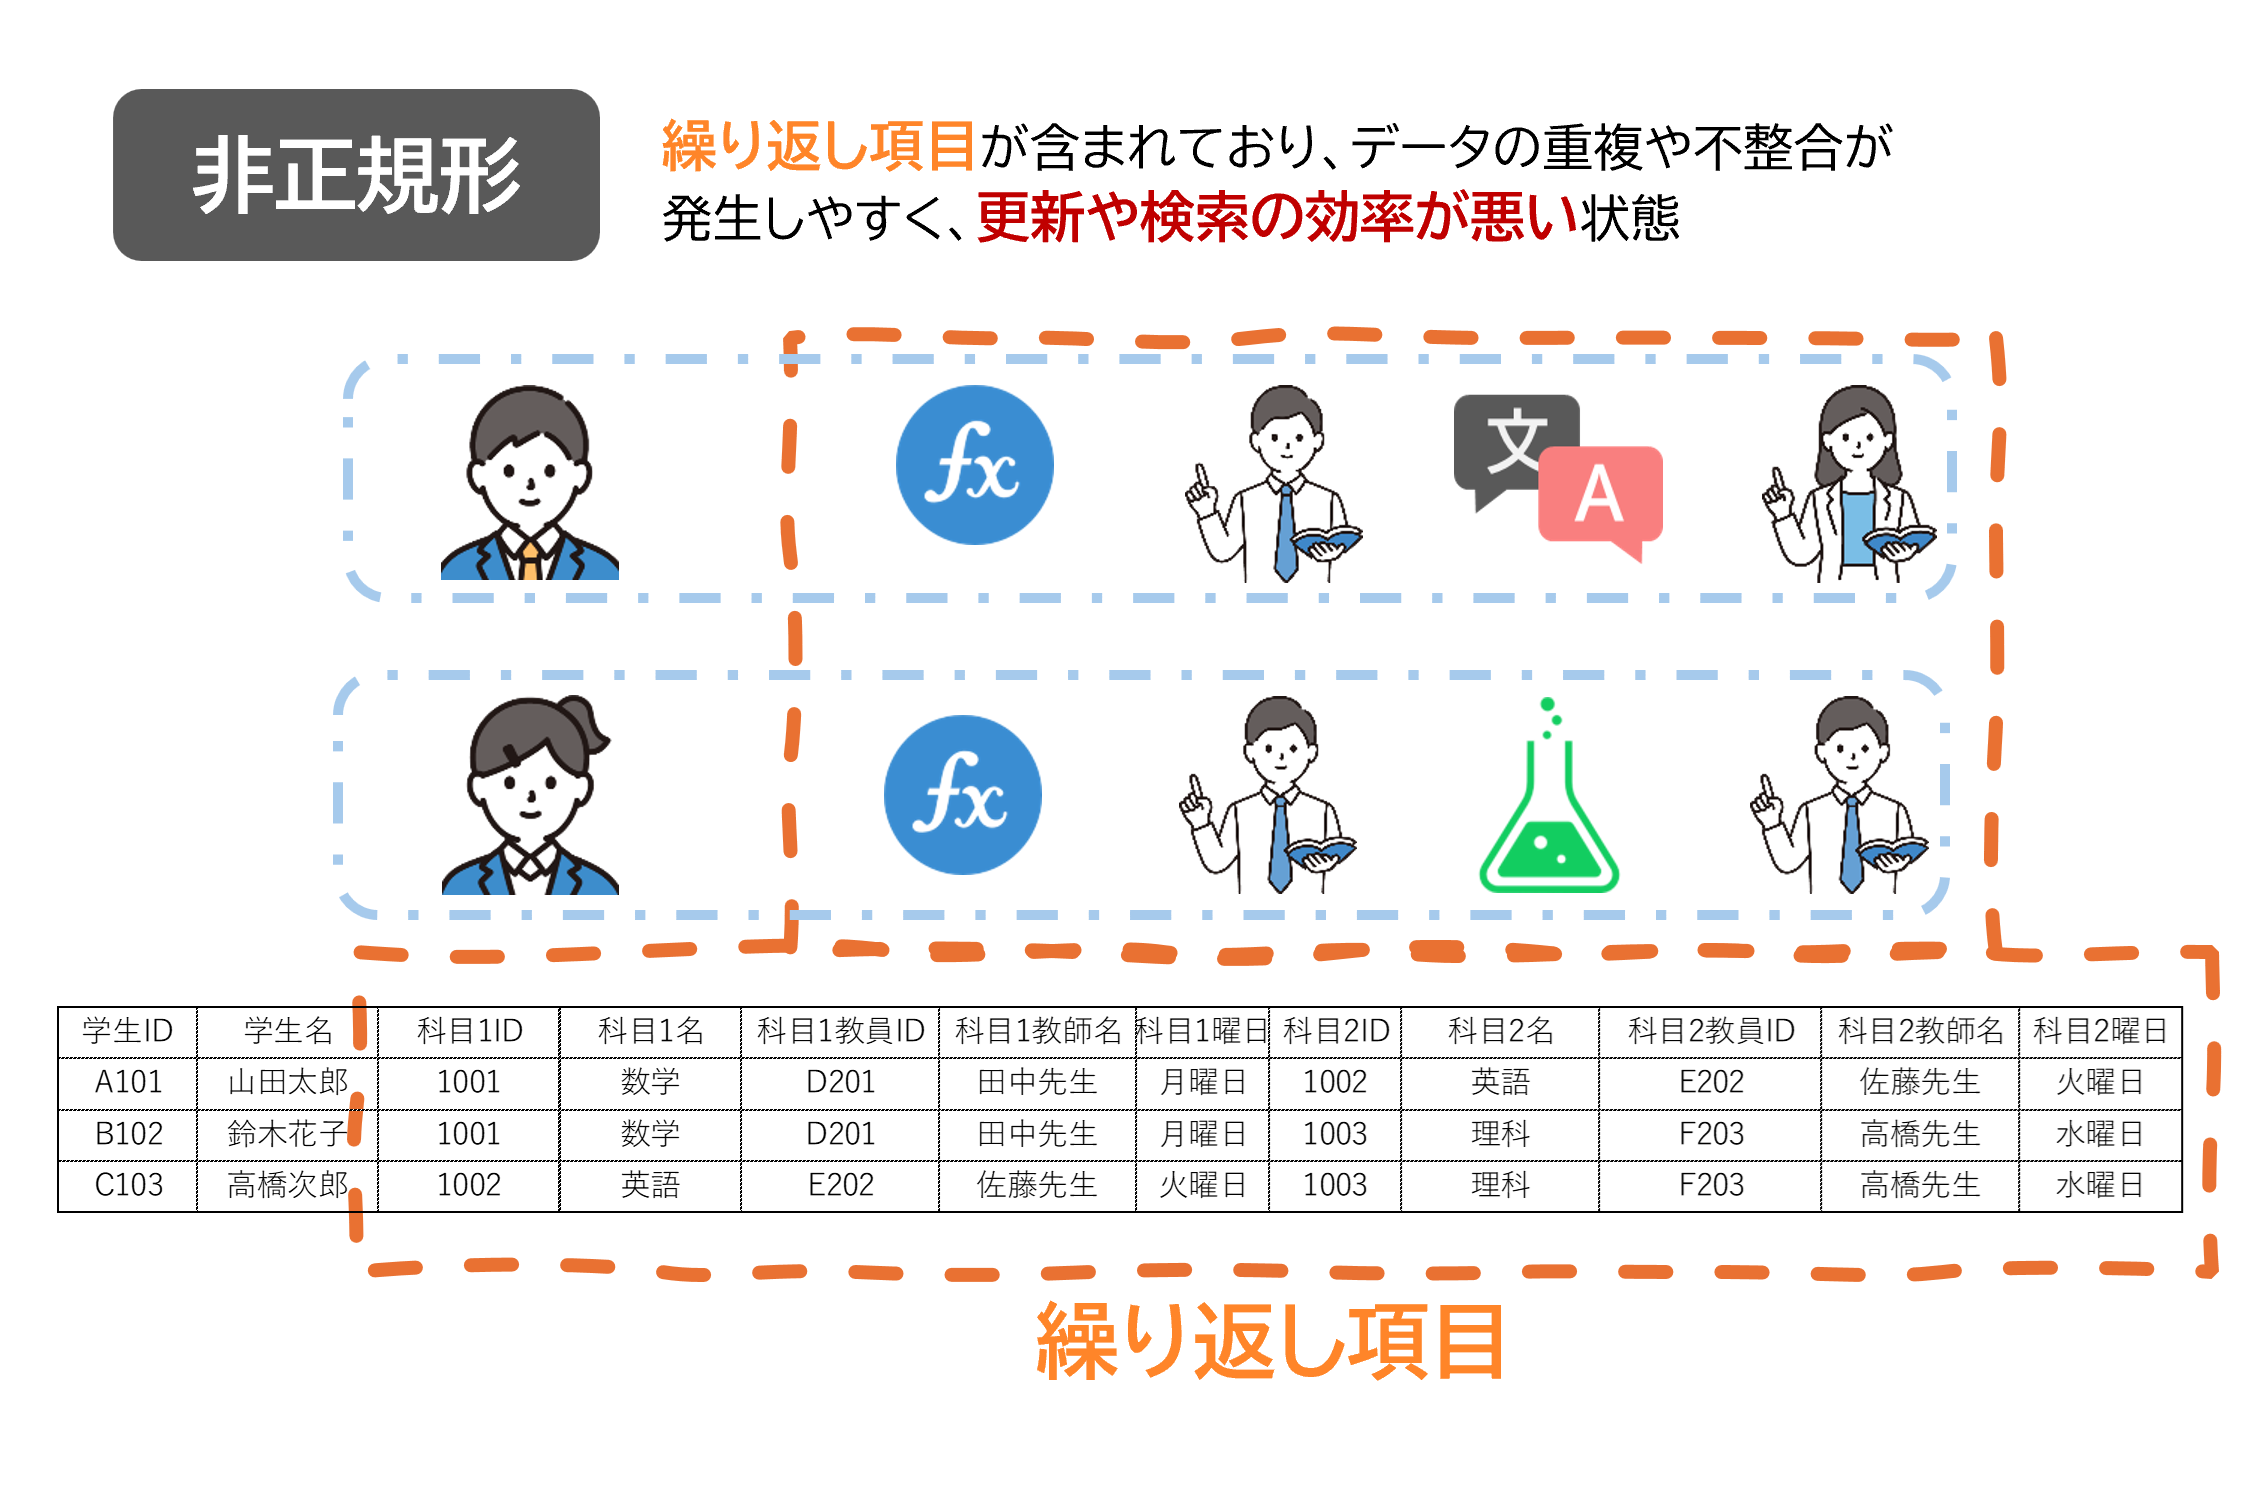 非正規形
繰り返し項目が含まれており、データの重複や不整合が
発生しやすく、更新や検索の効率が悪い状態
fx 文 A
fx
学生ID 学生名 科目1ID 科目1名 科目1教員ID 科目1教師名 科目1曜日 科目2ID 科目2名 科目2教員ID 科目2教師名 科目2曜日
A101 山田太郎 1001 数学 D201 田中先生 月曜日 1002 英語 E202 佐藤先生 火曜日
B102 鈴木花子 1001 数学 D201 田中先生 月曜日 1003 理科 F203 高橋先生 水曜日
C103 高橋次郎 1002 英語 E202 佐藤先生 火曜日 1003 理科 F203 高橋先生 水曜日
繰り返し項目